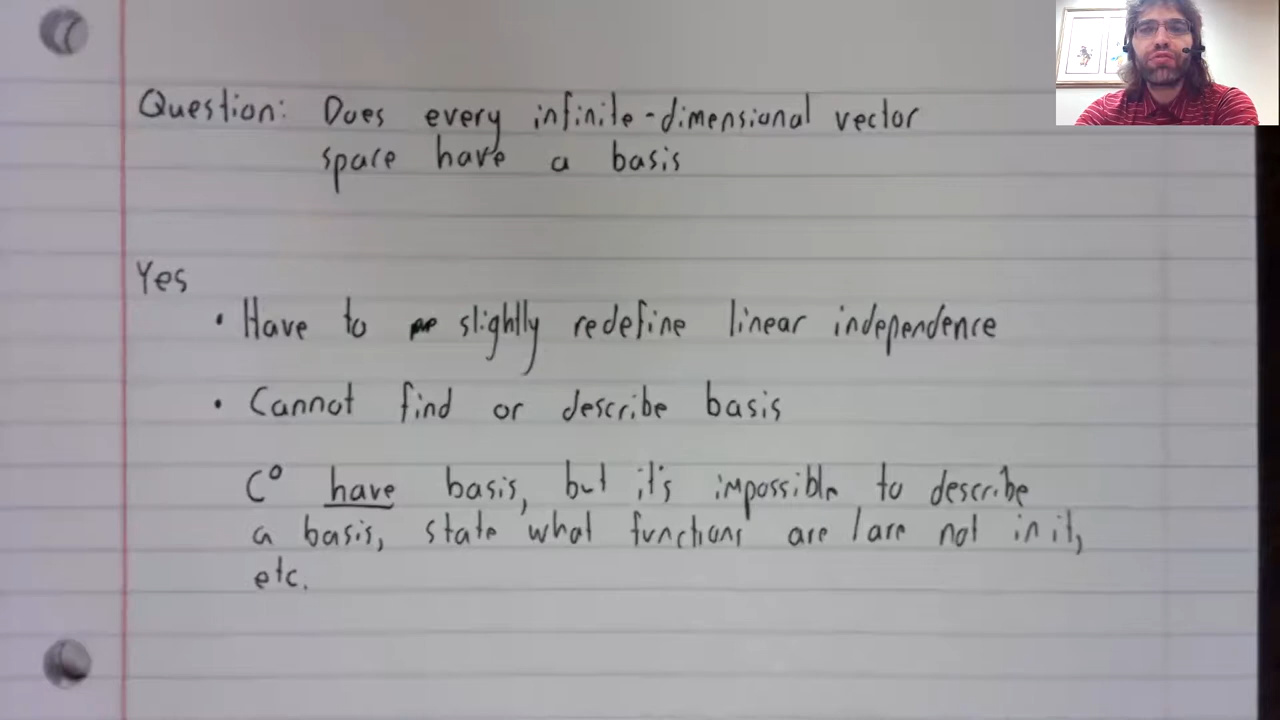 Question: Does every infinite-dimensional vector
space have a basis
Yes
• Have to slightly redefine linear independence
• Cannot find or describe basis
C⁰ have basis, but it's impossible to describe
a basis, state what functions are / are not in it,
etc.